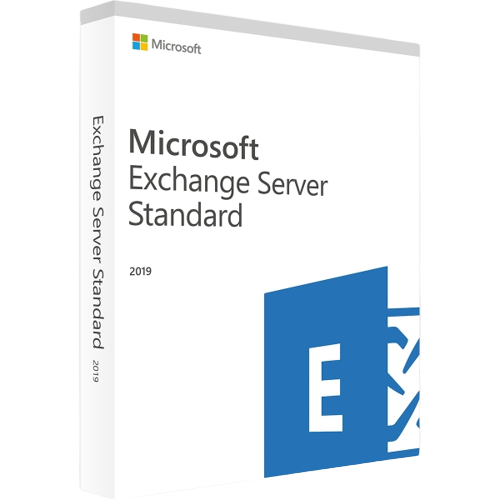 Microsoft
Microsoft
Exchange Server
Standard
2019
E
Exchange Server Standard 2019